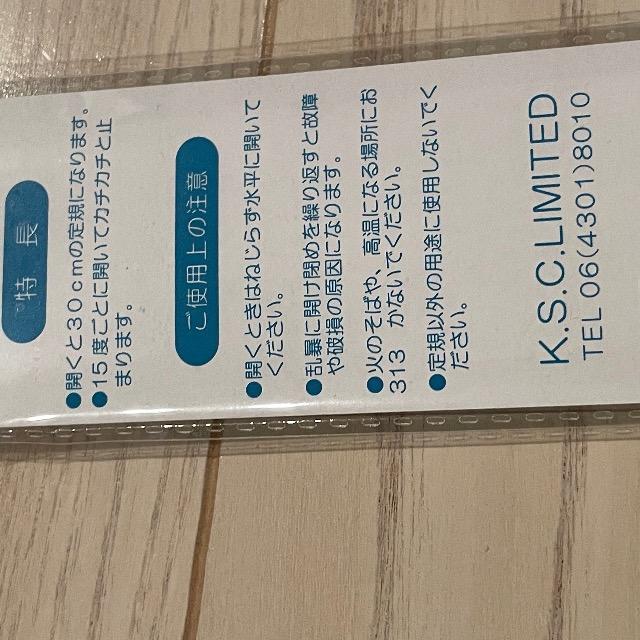 特長
●開くと30cmの定規になります。
●15度ごとに開いてカチカチと止
まります。
ご使用上の注意
●開くときはねじらず水平に開いて
ください。
●乱暴に開け閉めを繰り返すと故障
や破損の原因になります。
●火のそばや、高温になる場所にお
313 かないでください。
●定規以外の用途に使用しないでく
ださい。
K.S.C.LIMITED
TEL 06(4301)8010